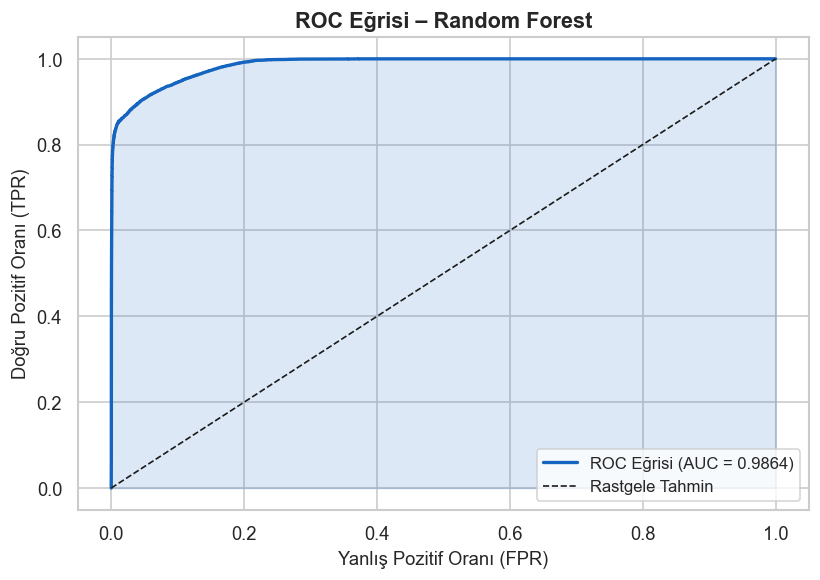 ROC Eğrisi – Random Forest
Doğru Pozitif Oranı (TPR)
1.0
0.8
0.6
0.4
0.2
0.0
ROC Eğrisi (AUC = 0.9864)
Rastgele Tahmin
0.0 0.2 0.4 0.6 0.8 1.0
Yanlış Pozitif Oranı (FPR)